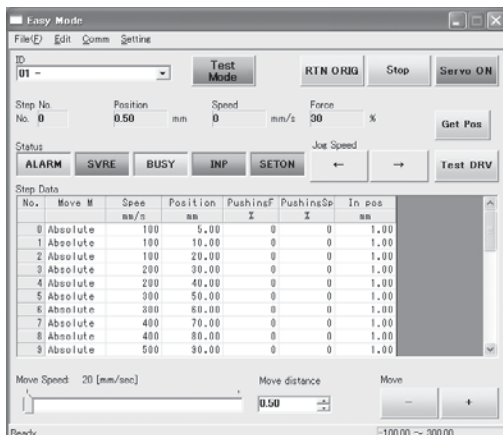 Easy Mode
File(F) Edit Comm Setting
ID
01 -
Test Mode
RTN ORIG
Stop
Servo ON
Step No. Position Speed Force
No. 0 0.50 mm 0 mm/s 30 %
Get Pos
Status
Jog Speed
ALARM SVRE BUSY INP SETON ← → Test DRV
Step Data
No. Move M Spee Position PushingF PushingSp In pos
mm/s mm % % mm
0 Absolute 100 5.00 0 0 1.00
1 Absolute 100 10.00 0 0 1.00
2 Absolute 100 20.00 0 0 1.00
3 Absolute 200 30.00 0 0 1.00
4 Absolute 200 40.00 0 0 1.00
5 Absolute 300 50.00 0 0 1.00
6 Absolute 300 60.00 0 0 1.00
7 Absolute 400 70.00 0 0 1.00
8 Absolute 400 80.00 0 0 1.00
9 Absolute 500 90.00 0 0 1.00
Move Speed: 20 [mm/sec]
Move distance
Move
0.50
- +
Ready
-100.00 ~ 300.00